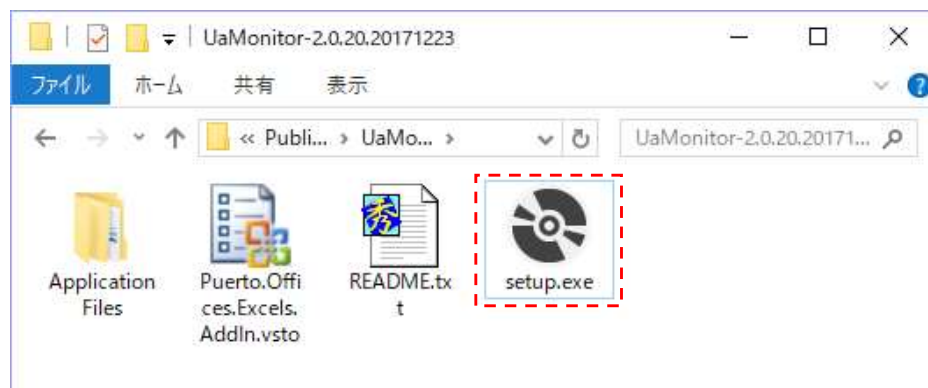 UaMonitor-2.0.20.20171223
ファイル ホーム 共有 表示
« Publi... › UaMo... ›
UaMonitor-2.0.20.20171...
Application
Files
Puerto.Offi
ces.Excels.
AddIn.vsto
秀
README.tx
t
setup.exe